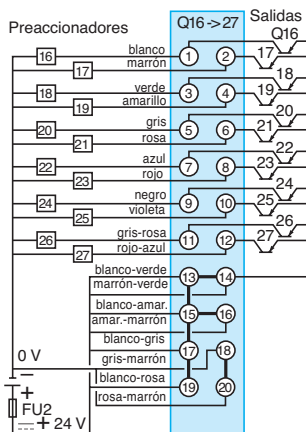 Preaccionadores Q16->27 Salidas
Q16
16 blanco 1 2 17
17 marrón
18 verde 3 4 18
19 amarillo 19
20 gris 5 6 20
21 rosa 21
22 azul 7 8 22
23 rojo 23
24 negro 9 10 24
25 violeta 25
26 gris-rosa 11 12 26
27 rojo-azul 27
blanco-verde 13 14
marrón-verde
blanco-amar. 15 16
amar.-marrón
blanco-gris 17 18
0 V gris-marrón
blanco-rosa 19 20
rosa-marrón
–
+
FU2
+ 24 V